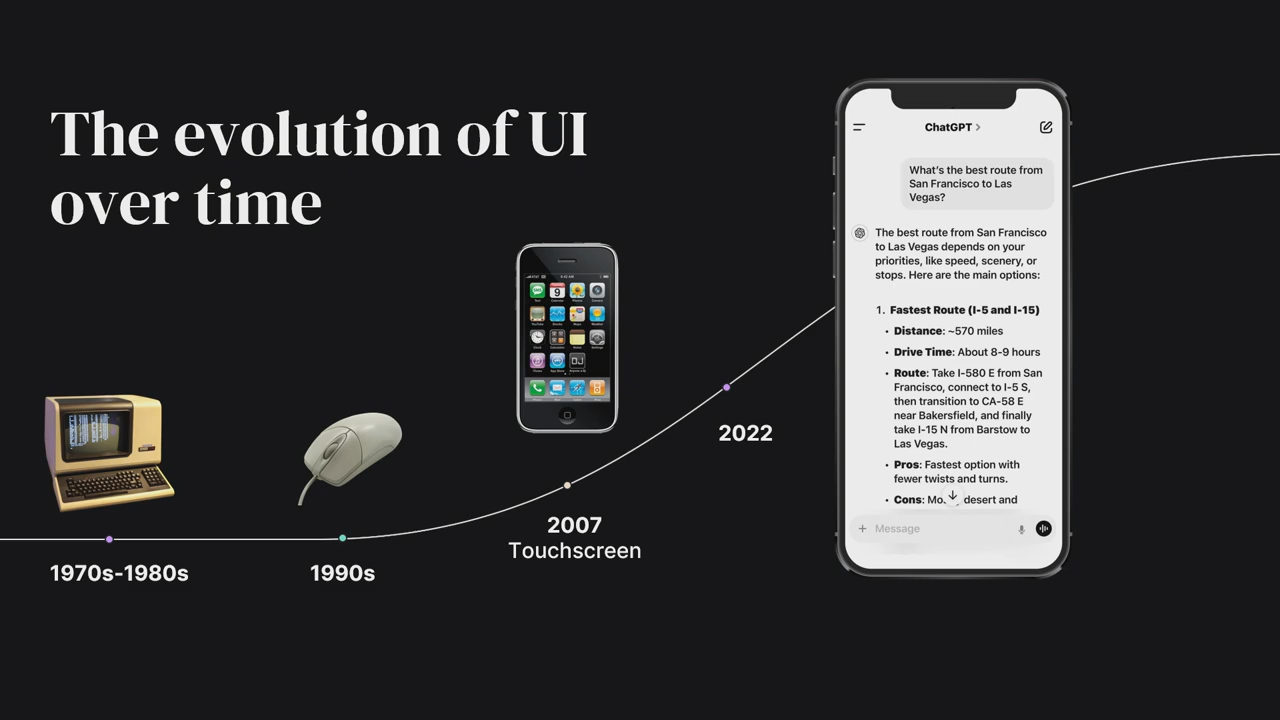 The evolution of UI
over time
1970s-1980s
1990s
2007
Touchscreen
2022
ChatGPT >
What's the best route from
San Francisco to Las
Vegas?
The best route from San Francisco
to Las Vegas depends on your
priorities, like speed, scenery, or
stops. Here are the main options:
1. Fastest Route (I-5 and I-15)
• Distance: ~570 miles
• Drive Time: About 8-9 hours
• Route: Take I-580 E from San
Francisco, connect to I-5 S,
then transition to CA-58 E
near Bakersfield, and finally
take I-15 N from Barstow to
Las Vegas.
• Pros: Fastest option with
fewer twists and turns.
• Cons: desert and
Message